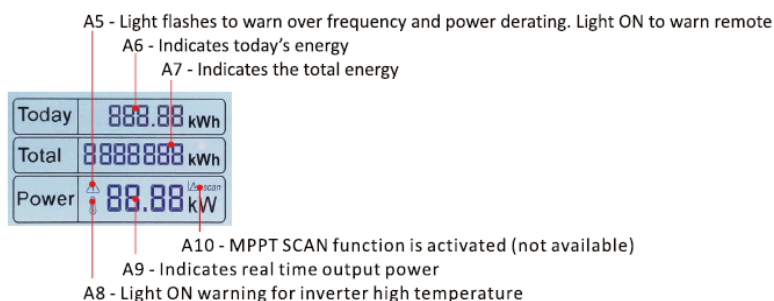 A5 - Light flashes to warn over frequency and power derating. Light ON to warn remote
A6 - Indicates today's energy
A7 - Indicates the total energy
Today 888.88 kWh
Total 8888888 kWh
Power 88.88 kW scan
A10 - MPPT SCAN function is activated (not available)
A9 - Indicates real time output power
A8 - Light ON warning for inverter high temperature